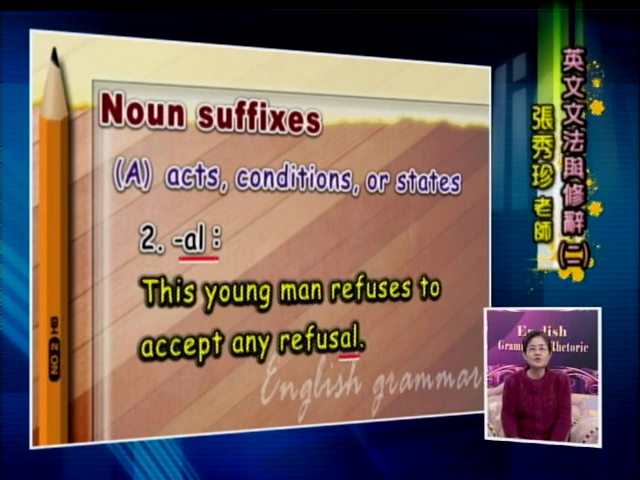 Noun suffixes
(A) acts, conditions, or states
2. -al :
This young man refuses to
accept any refusal.
English grammar
NO 2 HB
英文文法與修辭(二)
張秀珍 老師
English
Grammar Rhetoric